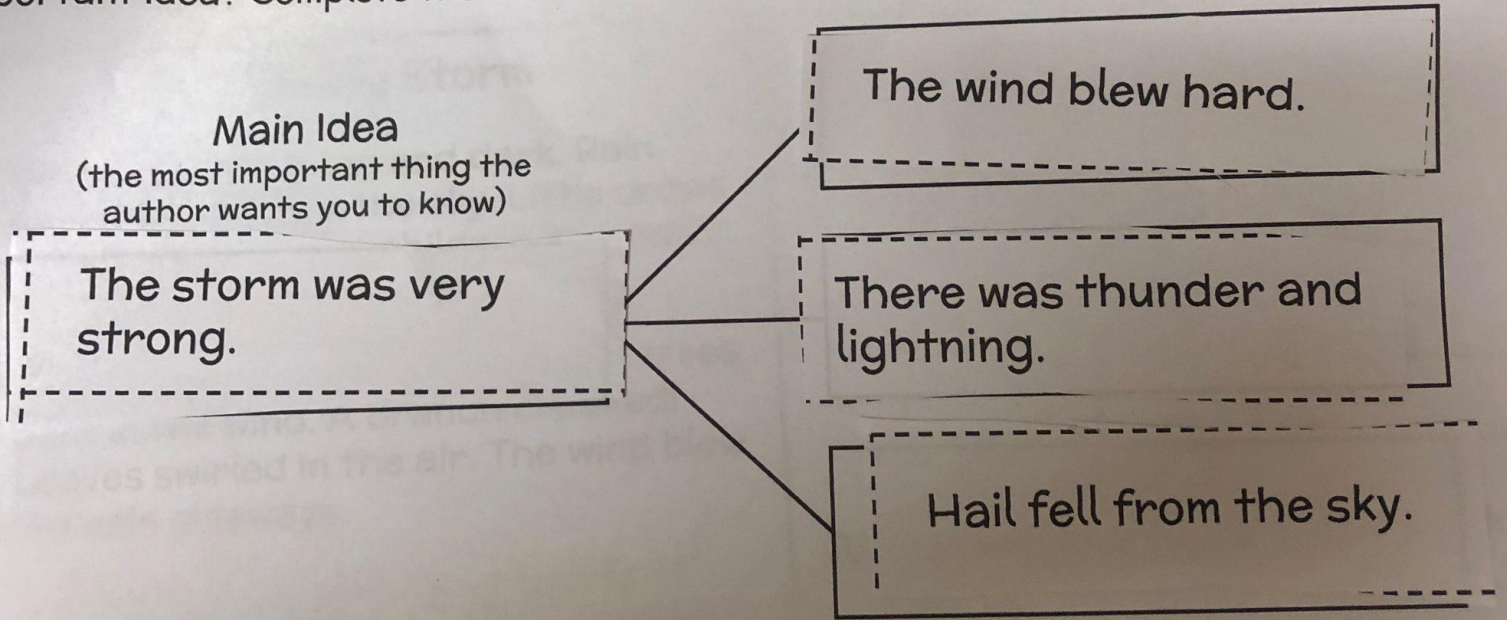 Main Idea
(the most important thing the
author wants you to know)
The storm was very
strong.
The wind blew hard.
There was thunder and
lightning.
Hail fell from the sky.